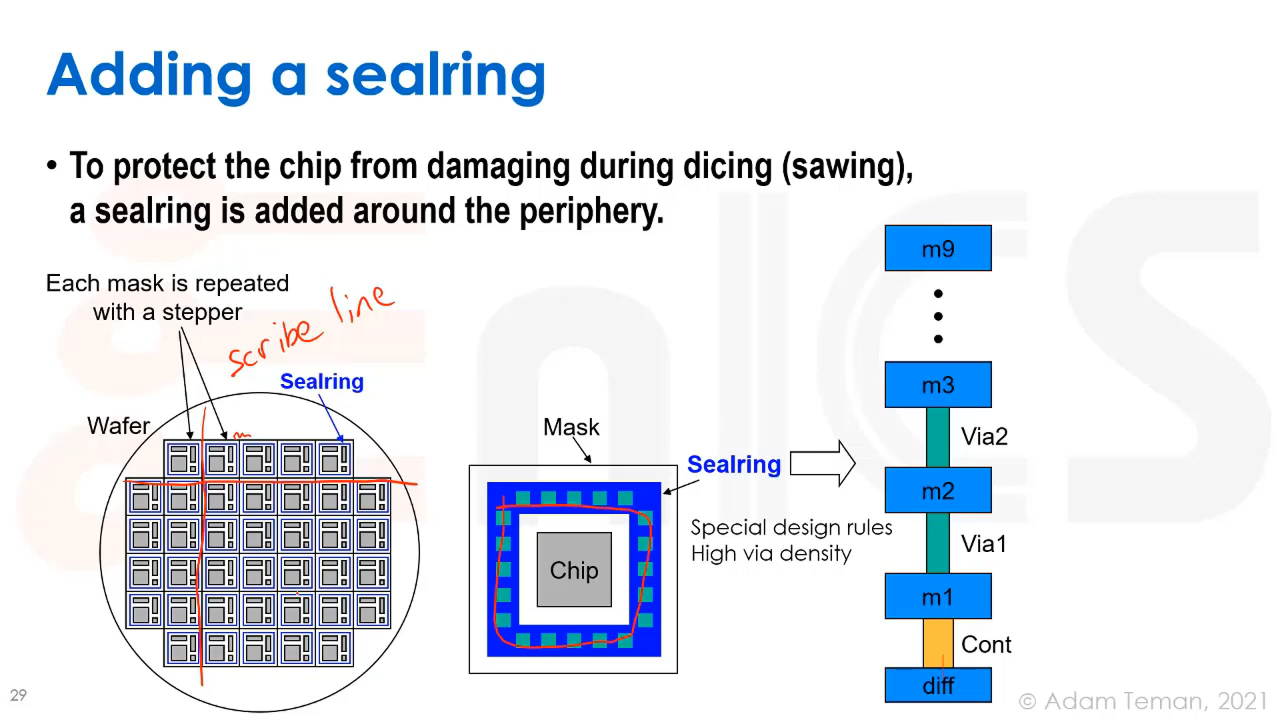 Adding a sealring
• To protect the chip from damaging during dicing (sawing),
a sealring is added around the periphery.
Each mask is repeated
with a stepper
scribe line
Sealring
Wafer
Mask
Sealring
Special design rules
High via density
Chip
m9
m3
Via2
m2
Via1
m1
Cont
diff
29
© Adam Teman, 2021